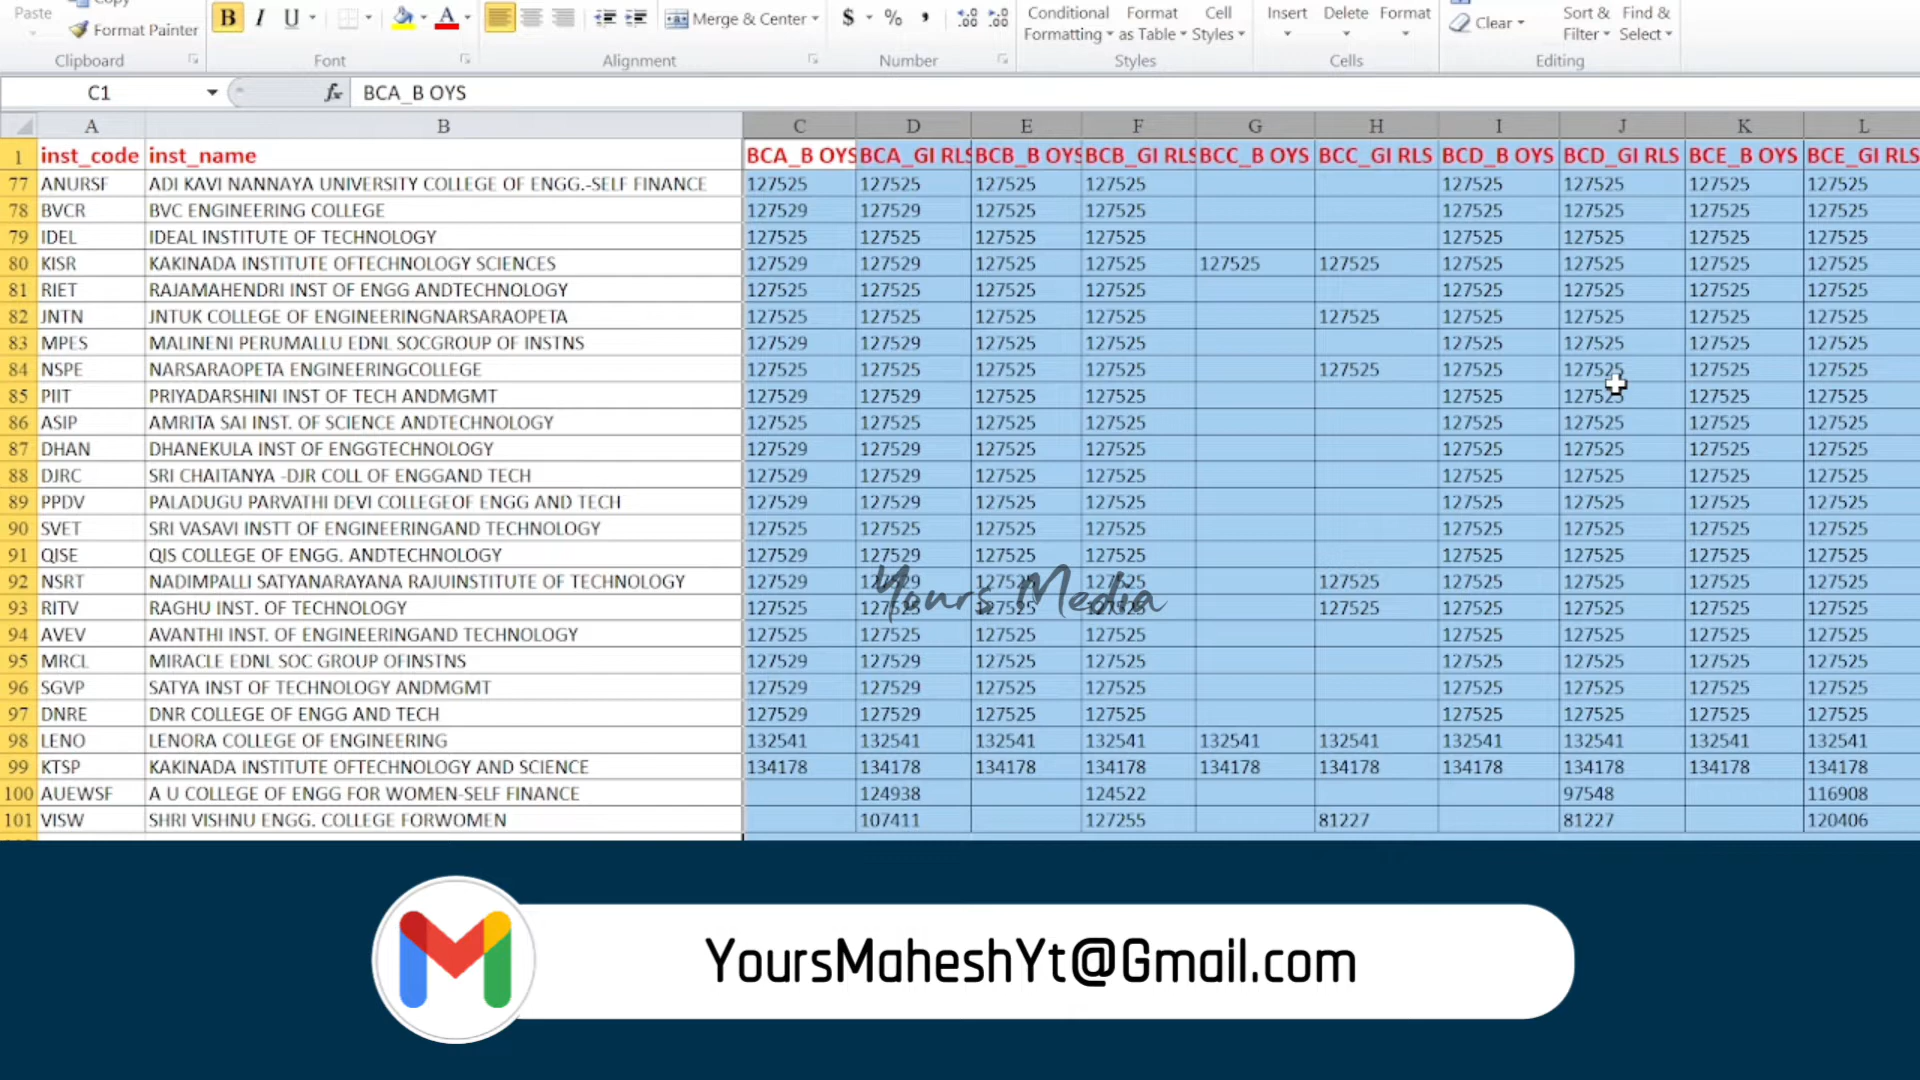 Paste Copy Format Painter B I U A Merge & Center $ % , Conditional Formatting Format as Table Cell Styles Insert Delete Format Clear Sort & Filter Find & Select
Clipboard Font Alignment Number Styles Cells Editing
C1 fx BCA_B OYS
A B C D E F G H I J K L
1 inst_code inst_name BCA_B OYS BCA_GI RLS BCB_B OYS BCB_GI RLS BCC_B OYS BCC_GI RLS BCD_B OYS BCD_GI RLS BCE_B OYS BCE_GI RLS
77 ANURSF ADI KAVI NANNAYA UNIVERSITY COLLEGE OF ENGG.-SELF FINANCE 127525 127525 127525 127525 127525 127525 127525 127525
78 BVCR BVC ENGINEERING COLLEGE 127529 127529 127525 127525 127525 127525 127525 127525
79 IDEL IDEAL INSTITUTE OF TECHNOLOGY 127525 127525 127525 127525 127525 127525 127525 127525
80 KISR KAKINADA INSTITUTE OFTECHNOLOGY SCIENCES 127529 127529 127525 127525 127525 127525 127525 127525 127525 127525
81 RIET RAJAMAHENDRI INST OF ENGG ANDTECHNOLOGY 127525 127525 127525 127525 127525 127525 127525 127525
82 JNTN JNTUK COLLEGE OF ENGINEERINGNARSARAOPETA 127525 127525 127525 127525 127525 127525 127525 127525 127525
83 MPES MALINENI PERUMALLU EDNL SOCGROUP OF INSTNS 127529 127529 127525 127525 127525 127525 127525 127525
84 NSPE NARSARAOPETA ENGINEERINGCOLLEGE 127525 127525 127525 127525 127525 127525 127525 127525 127525
85 PIIT PRIYADARSHINI INST OF TECH ANDMGMT 127529 127529 127525 127525 127525 127525 127525 127525
86 ASIP AMRITA SAI INST. OF SCIENCE ANDTECHNOLOGY 127529 127529 127525 127525 127525 127525 127525 127525
87 DHAN DHANEKULA INST OF ENGGTECHNOLOGY 127529 127529 127525 127525 127525 127525 127525 127525
88 DJRC SRI CHAITANYA -DJR COLL OF ENGGAND TECH 127529 127529 127525 127525 127525 127525 127525 127525
89 PPDV PALADUGU PARVATHI DEVI COLLEGEOF ENGG AND TECH 127529 127529 127525 127525 127525 127525 127525 127525
90 SVET SRI VASAVI INSTT OF ENGINEERINGAND TECHNOLOGY 127525 127525 127525 127525 127525 127525 127525 127525
91 QISE QIS COLLEGE OF ENGG. ANDTECHNOLOGY 127529 127529 127525 127525 127525 127525 127525 127525
92 NSRT NADIMPALLI SATYANARAYANA RAJUINSTITUTE OF TECHNOLOGY 127529 127529 127525 127525 127525 127525 127525 127525 127525
Yours Media
93 RITV RAGHU INST. OF TECHNOLOGY 127525 127525 127525 127525 127525 127525 127525 127525 127525
94 AVEV AVANTHI INST. OF ENGINEERINGAND TECHNOLOGY 127525 127525 127525 127525 127525 127525 127525 127525
95 MRCL MIRACLE EDNL SOC GROUP OFINSTNS 127529 127529 127525 127525 127525 127525 127525 127525
96 SGVP SATYA INST OF TECHNOLOGY ANDMGMT 127529 127529 127525 127525 127525 127525 127525 127525
97 DNRE DNR COLLEGE OF ENGG AND TECH 127529 127529 127525 127525 127525 127525 127525 127525
98 LENO LENORA COLLEGE OF ENGINEERING 132541 132541 132541 132541 132541 132541 132541 132541 132541 132541
99 KTSP KAKINADA INSTITUTE OFTECHNOLOGY AND SCIENCE 134178 134178 134178 134178 134178 134178 134178 134178 134178 134178
100 AUEWSF A U COLLEGE OF ENGG FOR WOMEN-SELF FINANCE 124938 124522 97548 116908
101 VISW SHRI VISHNU ENGG. COLLEGE FORWOMEN 107411 127255 81227 81227 120406
YoursMaheshYt@Gmail.com